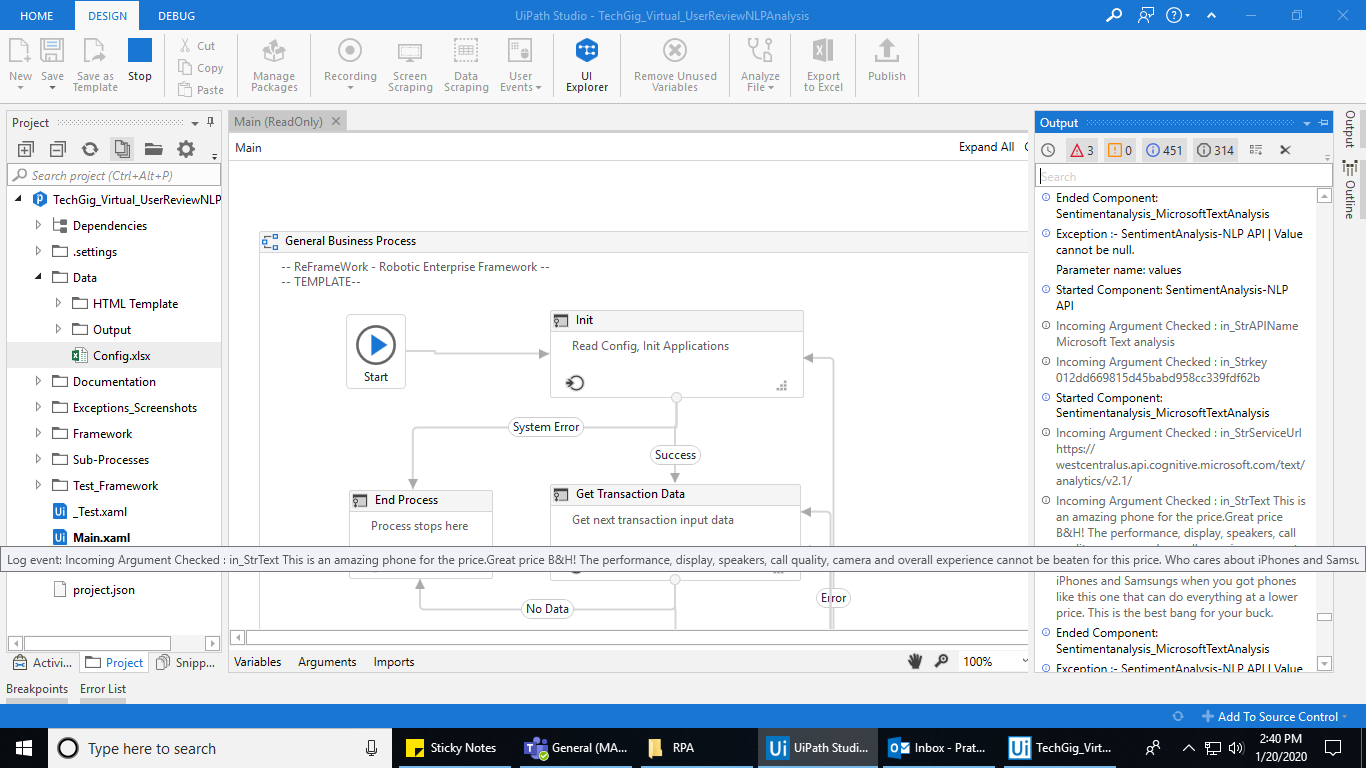 HOME
DESIGN
DEBUG
UiPath Studio - TechGig_Virtual_UserReviewNLPAnalysis
New
Save
Save as Template
Stop
Cut
Copy
Paste
Manage Packages
Recording
Screen Scraping
Data Scraping
User Events
UI Explorer
Remove Unused Variables
Analyze File
Export to Excel
Publish
Project
Search project (Ctrl+Alt+P)
TechGig_Virtual_UserReviewNLP
Dependencies
.settings
Data
HTML Template
Output
Config.xlsx
Documentation
Exceptions_Screenshots
Framework
Sub-Processes
Test_Framework
_Test.xaml
Main.xaml
project.json
Activi...
Project
Snipp...
Breakpoints
Error List
Main (ReadOnly)
Main
Expand All
General Business Process
-- ReFrameWork - Robotic Enterprise Framework --
-- TEMPLATE--
Start
Init
Read Config, Init Applications
System Error
Success
End Process
Process stops here
Get Transaction Data
Get next transaction input data
No Data
Error
Log event: Incoming Argument Checked : in_StrText This is an amazing phone for the price.Great price B&H! The performance, display, speakers, call quality, camera and overall experience cannot be beaten for this price. Who cares about iPhones and Samsu
Variables
Arguments
Imports
100%
Output
3
0
451
314
Search
Ended Component:
Sentimentanalysis_MicrosoftTextAnalysis
Exception :- SentimentAnalysis-NLP API | Value
cannot be null.
Parameter name: values
Started Component: SentimentAnalysis-NLP
API
Incoming Argument Checked : in_StrAPIName
Microsoft Text analysis
Incoming Argument Checked : in_Strkey
012dd669815d45babd958cc339fdf62b
Started Component:
Sentimentanalysis_MicrosoftTextAnalysis
Incoming Argument Checked : in_StrServiceUrl
https://
westcentralus.api.cognitive.microsoft.com/text/
analytics/v2.1/
Incoming Argument Checked : in_StrText This is
an amazing phone for the price.Great price
B&H! The performance, display, speakers, call
iPhones and Samsungs when you got phones
like this one that can do everything at a lower
price. This is the best bang for your buck.
Ended Component:
Sentimentanalysis_MicrosoftTextAnalysis
Exception :- SentimentAnalysis-NLP API | Value
Output
Outline
Add To Source Control
Type here to search
Sticky Notes
General (MA...
RPA
UiPath Studi...
Inbox - Prat...
TechGig_Virt...
2:40 PM
1/20/2020